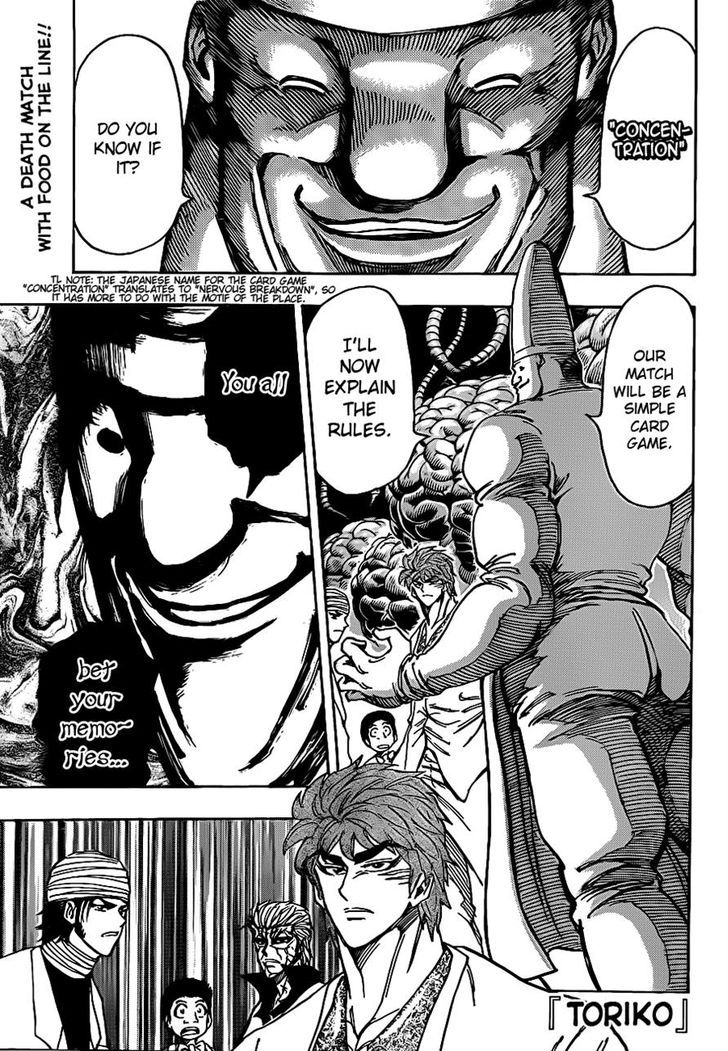 A DEATH MATCH
WITH FOOD ON THE LINE!!
"CONCEN-
TRATION"
DO YOU
KNOW IF
IT?
TL NOTE: THE JAPANESE NAME FOR THE CARD GAME
"CONCENTRATION" TRANSLATES TO "NERVOUS BREAKDOWN", SO
IT HAS MORE TO DO WITH THE MOTIF OF THE PLACE.
OUR
MATCH
WILL BE A
SIMPLE
CARD
GAME.
I'LL
NOW
EXPLAIN
THE
RULES.
You all
bet
your
memo-
ries...
『TORIKO』